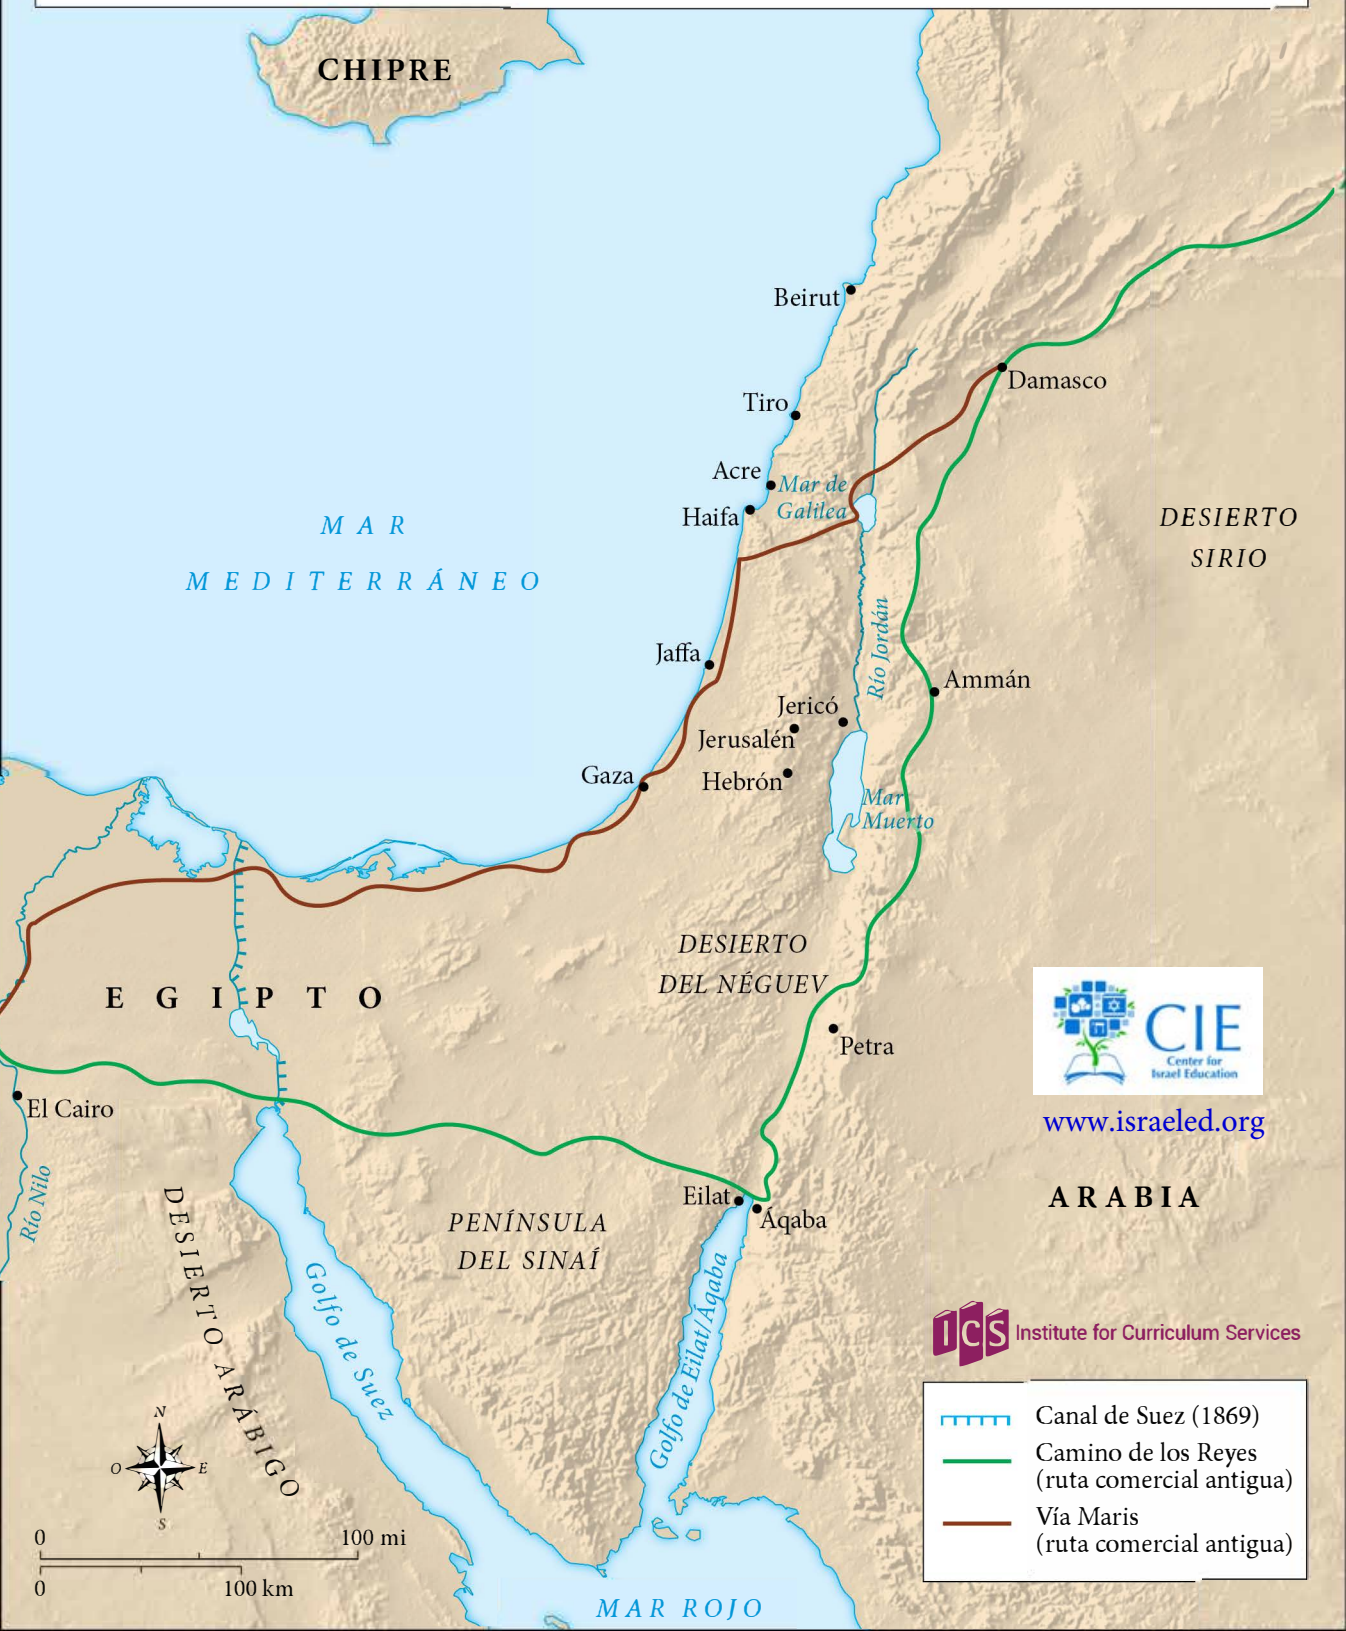 CHIPRE
Beirut
Damasco
Tiro
Acre
Mar de
Galilea
Haifa
MAR
MEDITERRÁNEO
DESIERTO
SIRIO
Río Jordán
Jaffa
Ammán
Jericó
Jerusalén
Hebrón
Gaza
Mar
Muerto
DESIERTO
DEL NÉGUEV
EGIPTO
Petra
CIE
Center for
Israel Education
www.israeled.org
El Cairo
Río Nilo
ARABIA
Eilat
Áqaba
PENÍNSULA
DEL SINAÍ
DESIERTO ARÁBIGO
Golfo de Suez
Golfo de Eilat/Áqaba
ICS Institute for Curriculum Services
Canal de Suez (1869)
Camino de los Reyes
(ruta comercial antigua)
Vía Maris
(ruta comercial antigua)
N
O E
S
0 100 mi
0 100 km
MAR ROJO